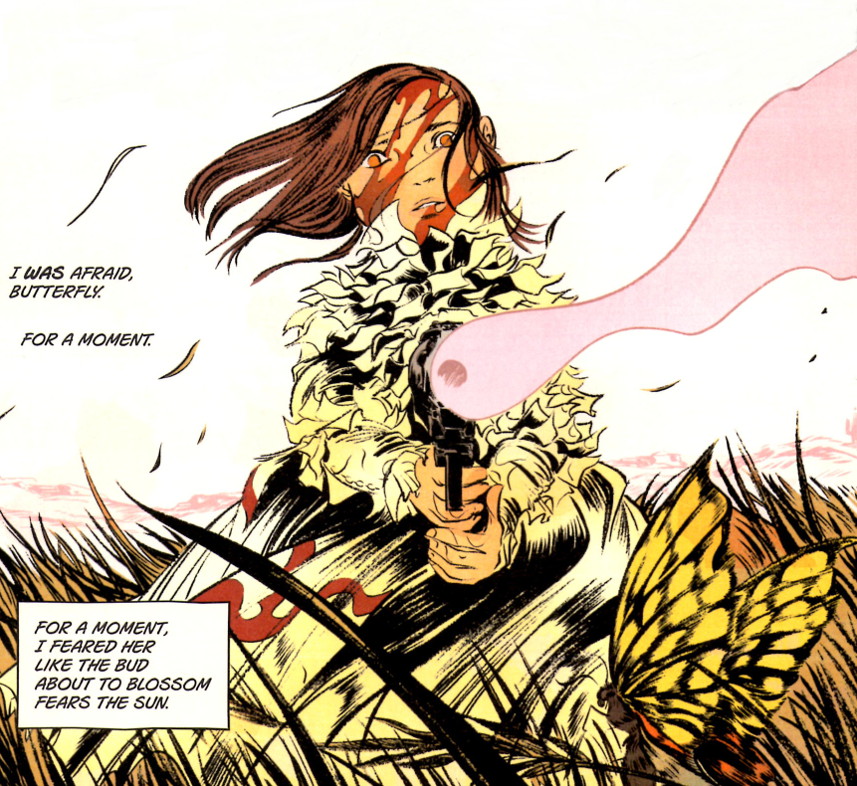 I WAS AFRAID,
BUTTERFLY.
FOR A MOMENT.
FOR A MOMENT,
I FEARED HER
LIKE THE BUD
ABOUT TO BLOSSOM
FEARS THE SUN.